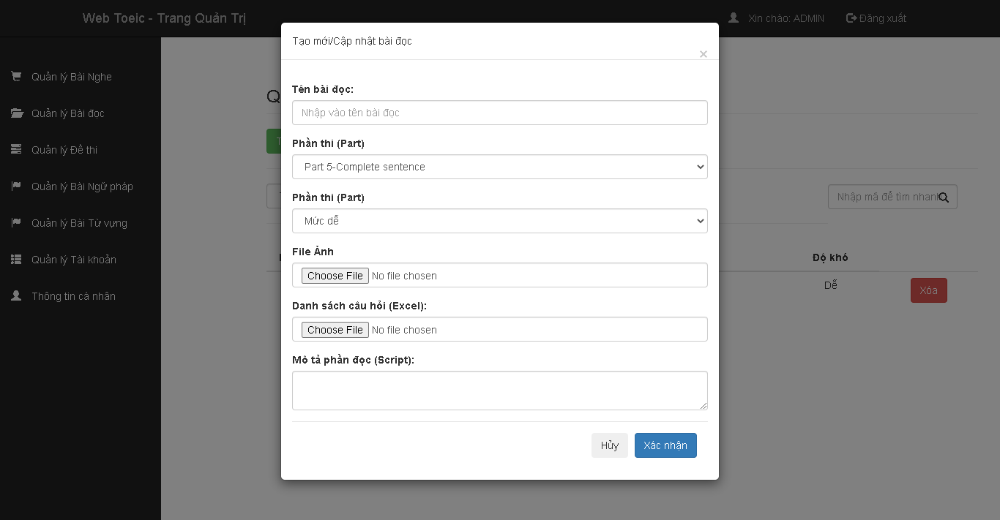 Web Toeic - Trang Quản Trị
Xin chào: ADMIN
Đăng xuất
Quản lý Bài Nghe
Quản lý Bài đọc
Quản lý Đề thi
Quản lý Bài Ngữ pháp
Quản lý Bài Từ vựng
Quản lý Tài khoản
Thông tin cá nhân
Tạo mới/Cập nhật bài đọc
×
Tên bài đọc:
Nhập vào tên bài đọc
Phần thi (Part)
Part 5-Complete sentence
Phần thi (Part)
Mức dễ
File Ảnh
Choose File No file chosen
Danh sách câu hỏi (Excel):
Choose File No file chosen
Mô tả phần đọc (Script):
Hủy
Xác nhận
Nhập mã để tìm nhanh
Độ khó
Dễ
Xóa